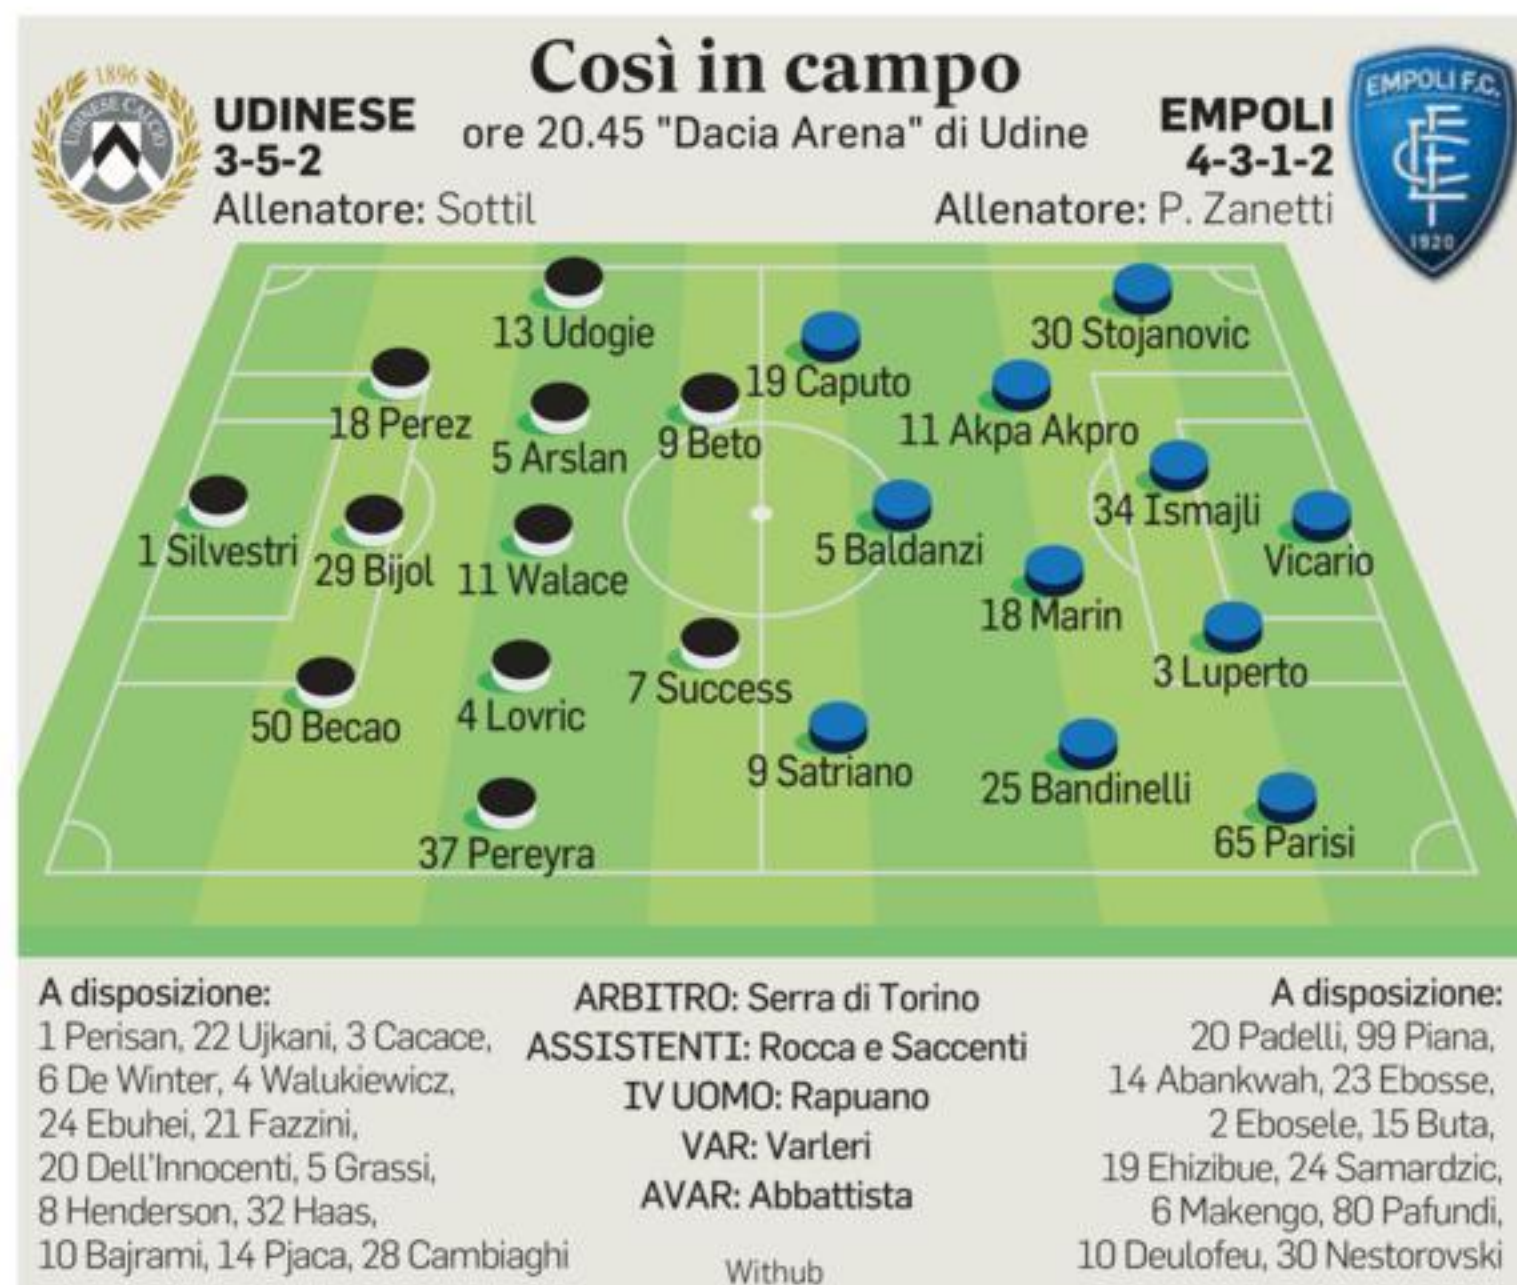 Così in campo
ore 20.45 "Dacia Arena" di Udine
1896
UDINESE CALCIO
UDINESE
3-5-2
Allenatore: Sottil
EMPOLI
4-3-1-2
Allenatore: P. Zanetti
EMPOLI F.C.
1920
13 Udogie
30 Stojanovic
19 Caputo
18 Perez
11 Akpa Akpro
5 Arslan
9 Beto
34 Ismajli
1 Silvestri
29 Bijol
11 Walace
5 Baldanzi
Vicario
18 Marin
3 Luperto
7 Success
50 Becao
4 Lovric
9 Satriano
25 Bandinelli
37 Pereyra
65 Parisi
A disposizione:
1 Perisan, 22 Ujkani, 3 Cacace,
6 De Winter, 4 Walukiewicz,
24 Ebuhei, 21 Fazzini,
20 Dell'Innocenti, 5 Grassi,
8 Henderson, 32 Haas,
10 Bajrami, 14 Pjaca, 28 Cambiaghi
ARBITRO: Serra di Torino
ASSISTENTI: Rocca e Saccenti
IV UOMO: Rapuano
VAR: Varleri
AVAR: Abbattista
Withub
A disposizione:
20 Padelli, 99 Piana,
14 Abankwah, 23 Ebosse,
2 Ebosele, 15 Buta,
19 Ehizibue, 24 Samardzic,
6 Makengo, 80 Pafundi,
10 Deulofeu, 30 Nestorovski